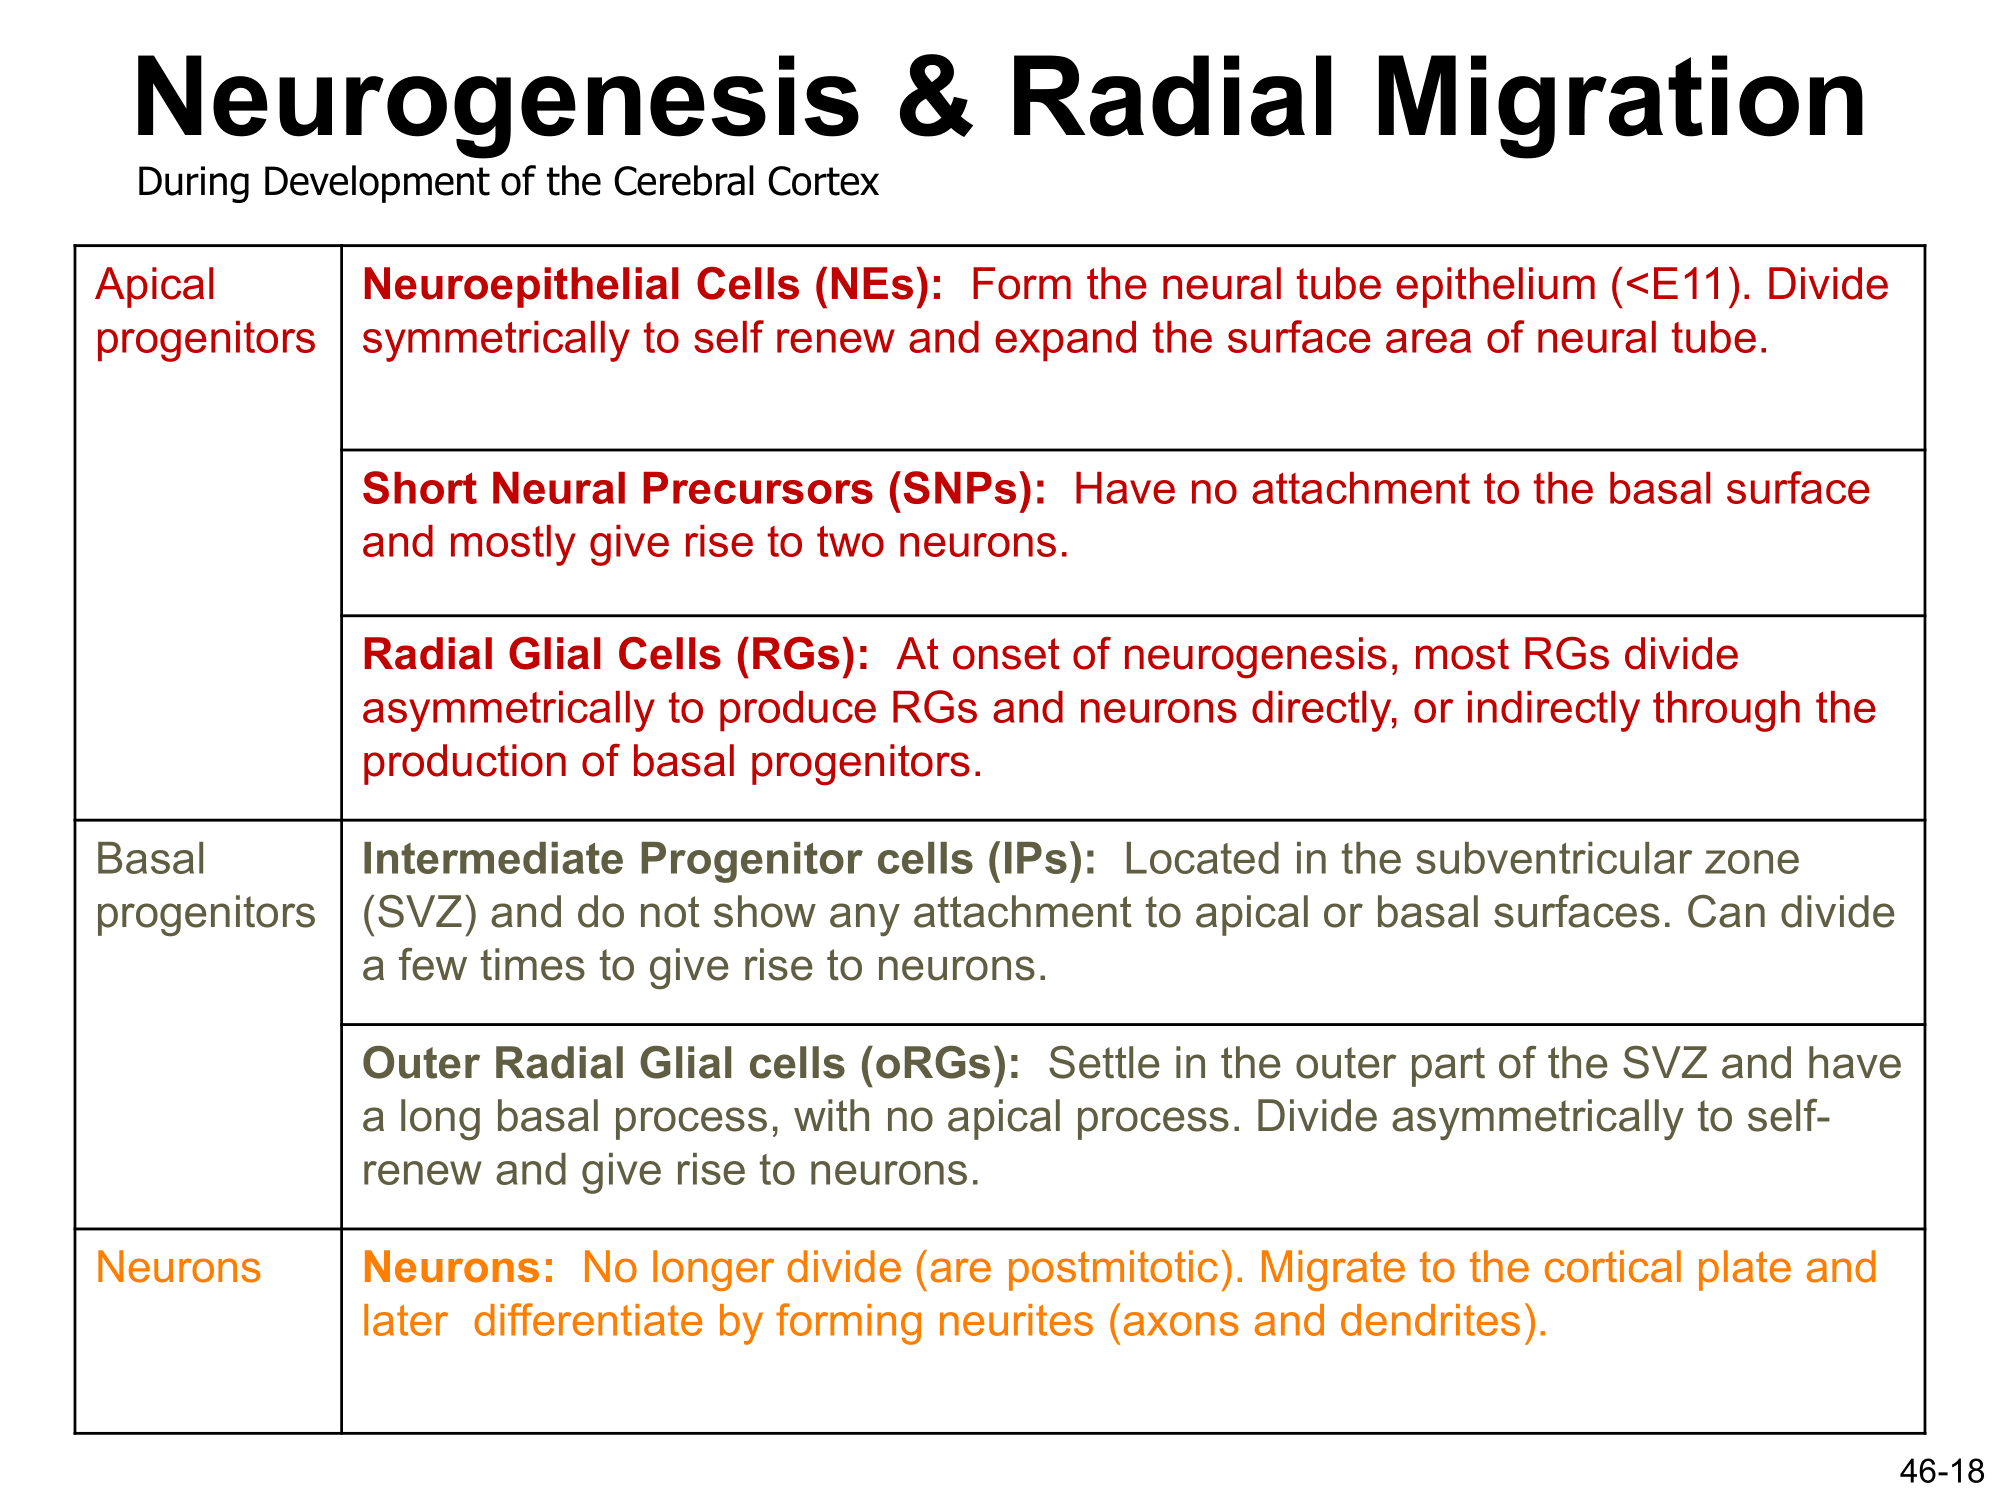 Neurogenesis & Radial Migration
During Development of the Cerebral Cortex
Apical
progenitors
Neuroepithelial Cells (NEs):  Form the neural tube epithelium (<E11). Divide
symmetrically to self renew and expand the surface area of neural tube.
Short Neural Precursors (SNPs):  Have no attachment to the basal surface
and mostly give rise to two neurons.
Radial Glial Cells (RGs):  At onset of neurogenesis, most RGs divide
asymmetrically to produce RGs and neurons directly, or indirectly through the
production of basal progenitors.
Basal
progenitors
Intermediate Progenitor cells (IPs):  Located in the subventricular zone
(SVZ) and do not show any attachment to apical or basal surfaces. Can divide
a few times to give rise to neurons.
Outer Radial Glial cells (oRGs):  Settle in the outer part of the SVZ and have
a long basal process, with no apical process. Divide asymmetrically to self-
renew and give rise to neurons.
Neurons
Neurons:  No longer divide (are postmitotic). Migrate to the cortical plate and
later  differentiate by forming neurites (axons and dendrites).
46-18